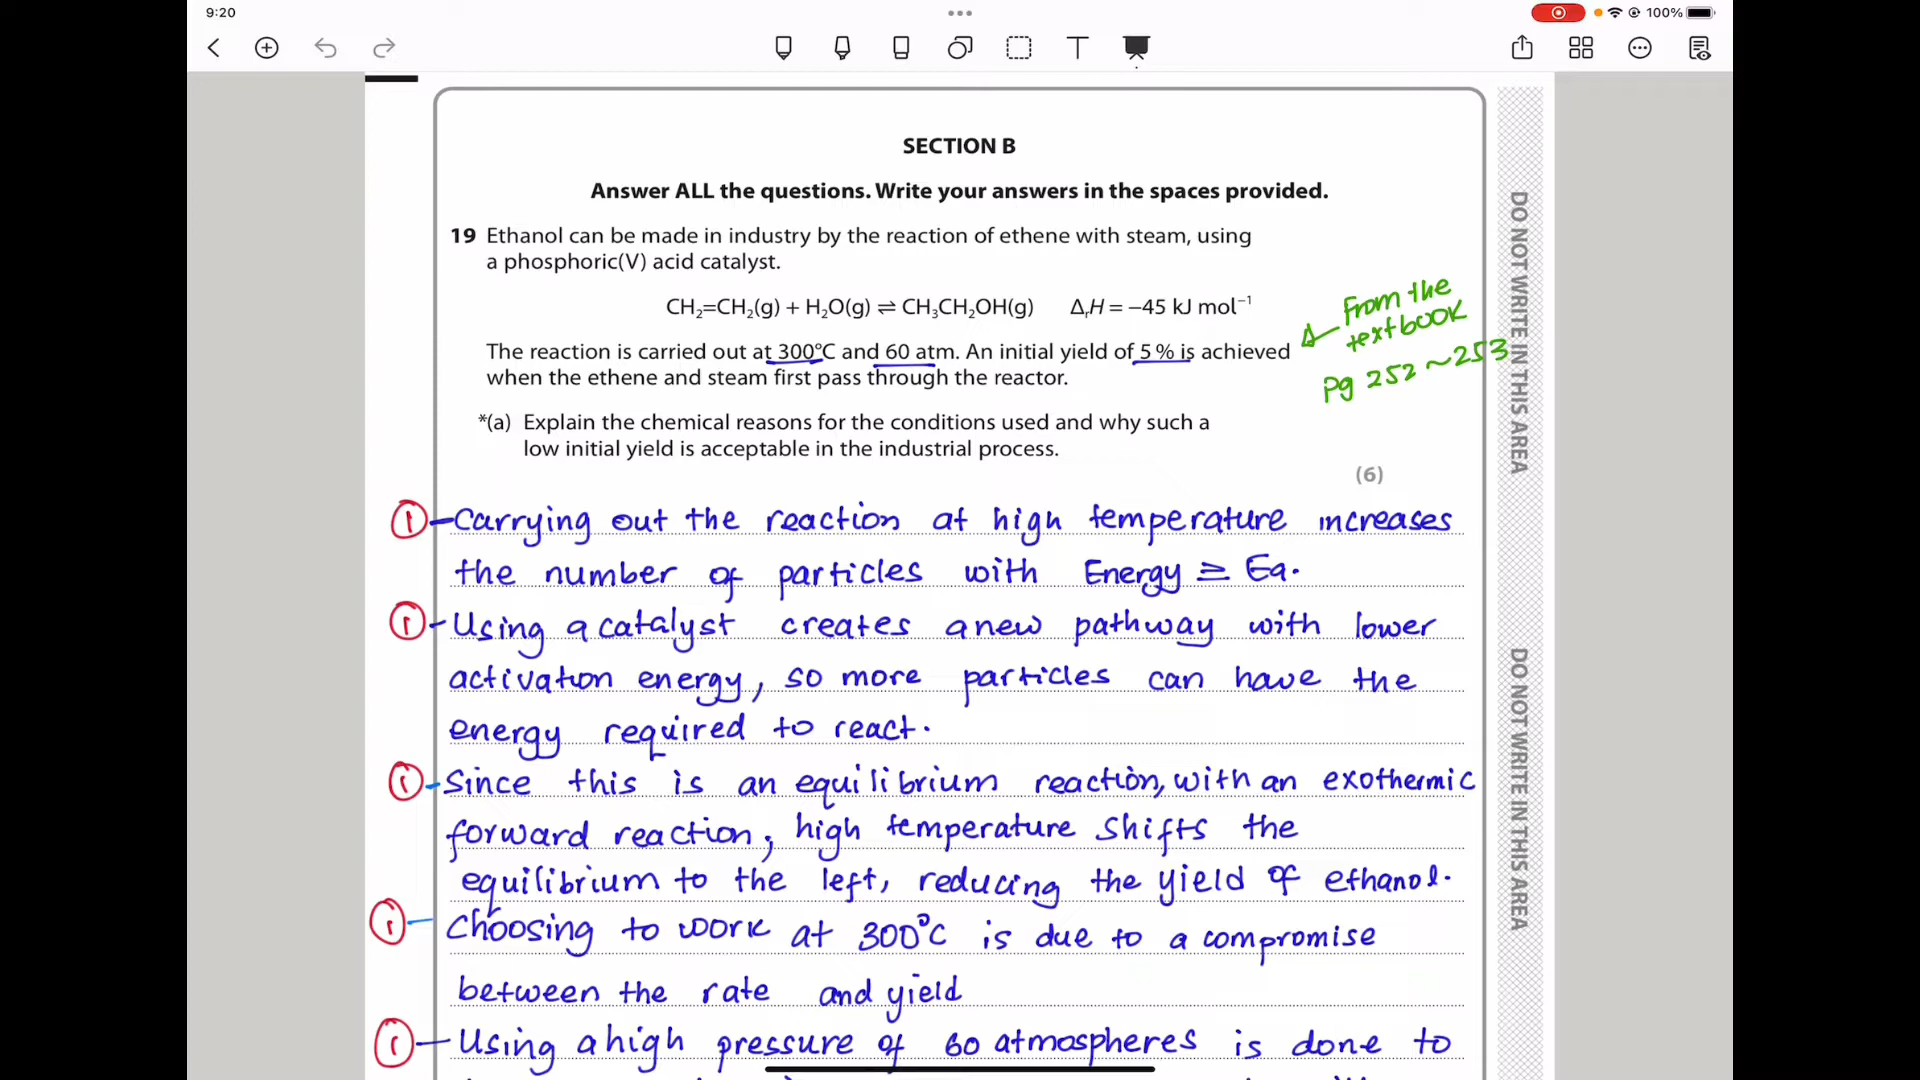 9:20
100%
SECTION B
Answer ALL the questions. Write your answers in the spaces provided.
19 Ethanol can be made in industry by the reaction of ethene with steam, using
a phosphoric(V) acid catalyst.
CH₂=CH₂(g) + H₂O(g) ⇌ CH₃CH₂OH(g) ΔᵣH = −45 kJ mol⁻¹
From the
textbook
Pg 252 ~253
The reaction is carried out at 300°C and 60 atm. An initial yield of 5 % is achieved
when the ethene and steam first pass through the reactor.
*(a) Explain the chemical reasons for the conditions used and why such a
low initial yield is acceptable in the industrial process.
(6)
1 - Carrying out the reaction at high temperature increases
the number of particles with Energy ≥ Ea.
1 - Using a catalyst creates a new pathway with lower
activation energy, so more particles can have the
energy required to react.
1 - Since this is an equilibrium reaction, with an exothermic
forward reaction, high temperature shifts the
equilibrium to the left, reducing the yield of ethanol.
1 - Choosing to work at 300°C is due to a compromise
between the rate and yield
1 - Using a high pressure of 60 atmospheres is done to
DO NOT WRITE IN THIS AREA
DO NOT WRITE IN THIS AREA